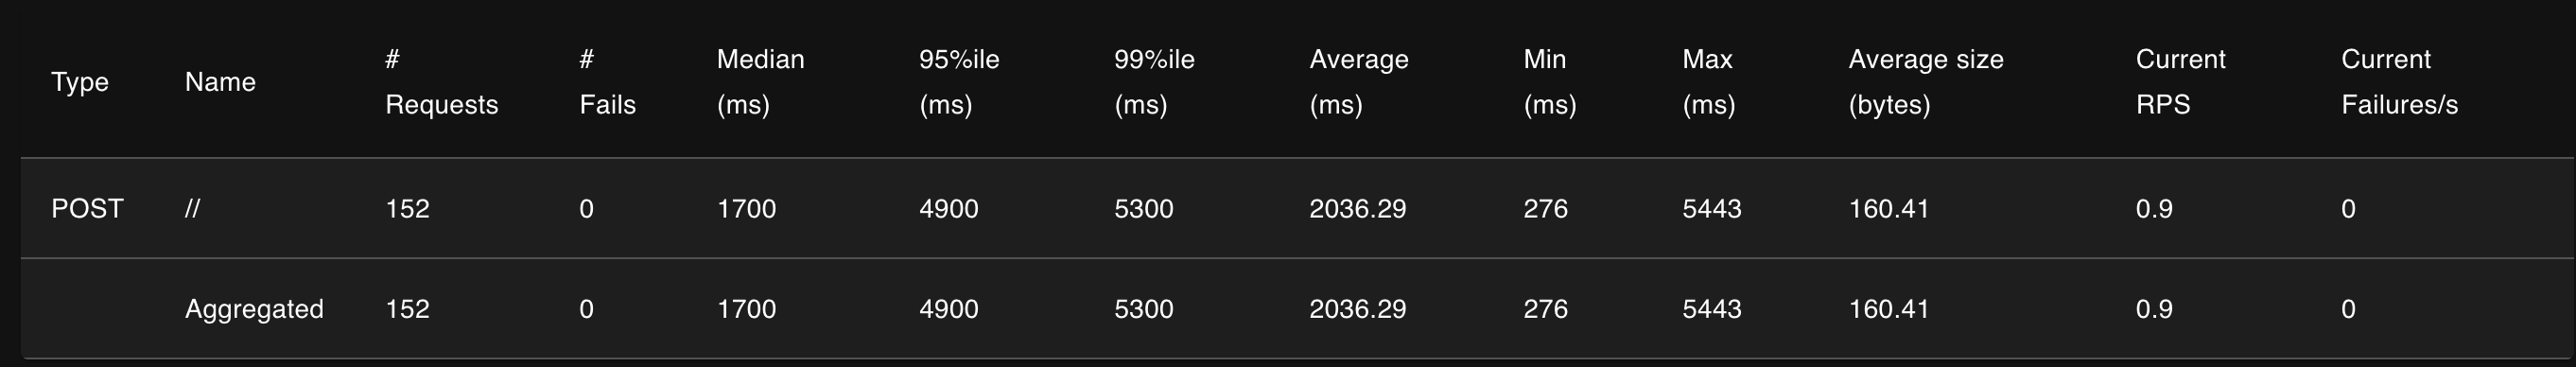 Type Name # Requests # Fails Median (ms) 95%ile (ms) 99%ile (ms) Average (ms) Min (ms) Max (ms) Average size (bytes) Current RPS Current Failures/s
POST // 152 0 1700 4900 5300 2036.29 276 5443 160.41 0.9 0
Aggregated 152 0 1700 4900 5300 2036.29 276 5443 160.41 0.9 0